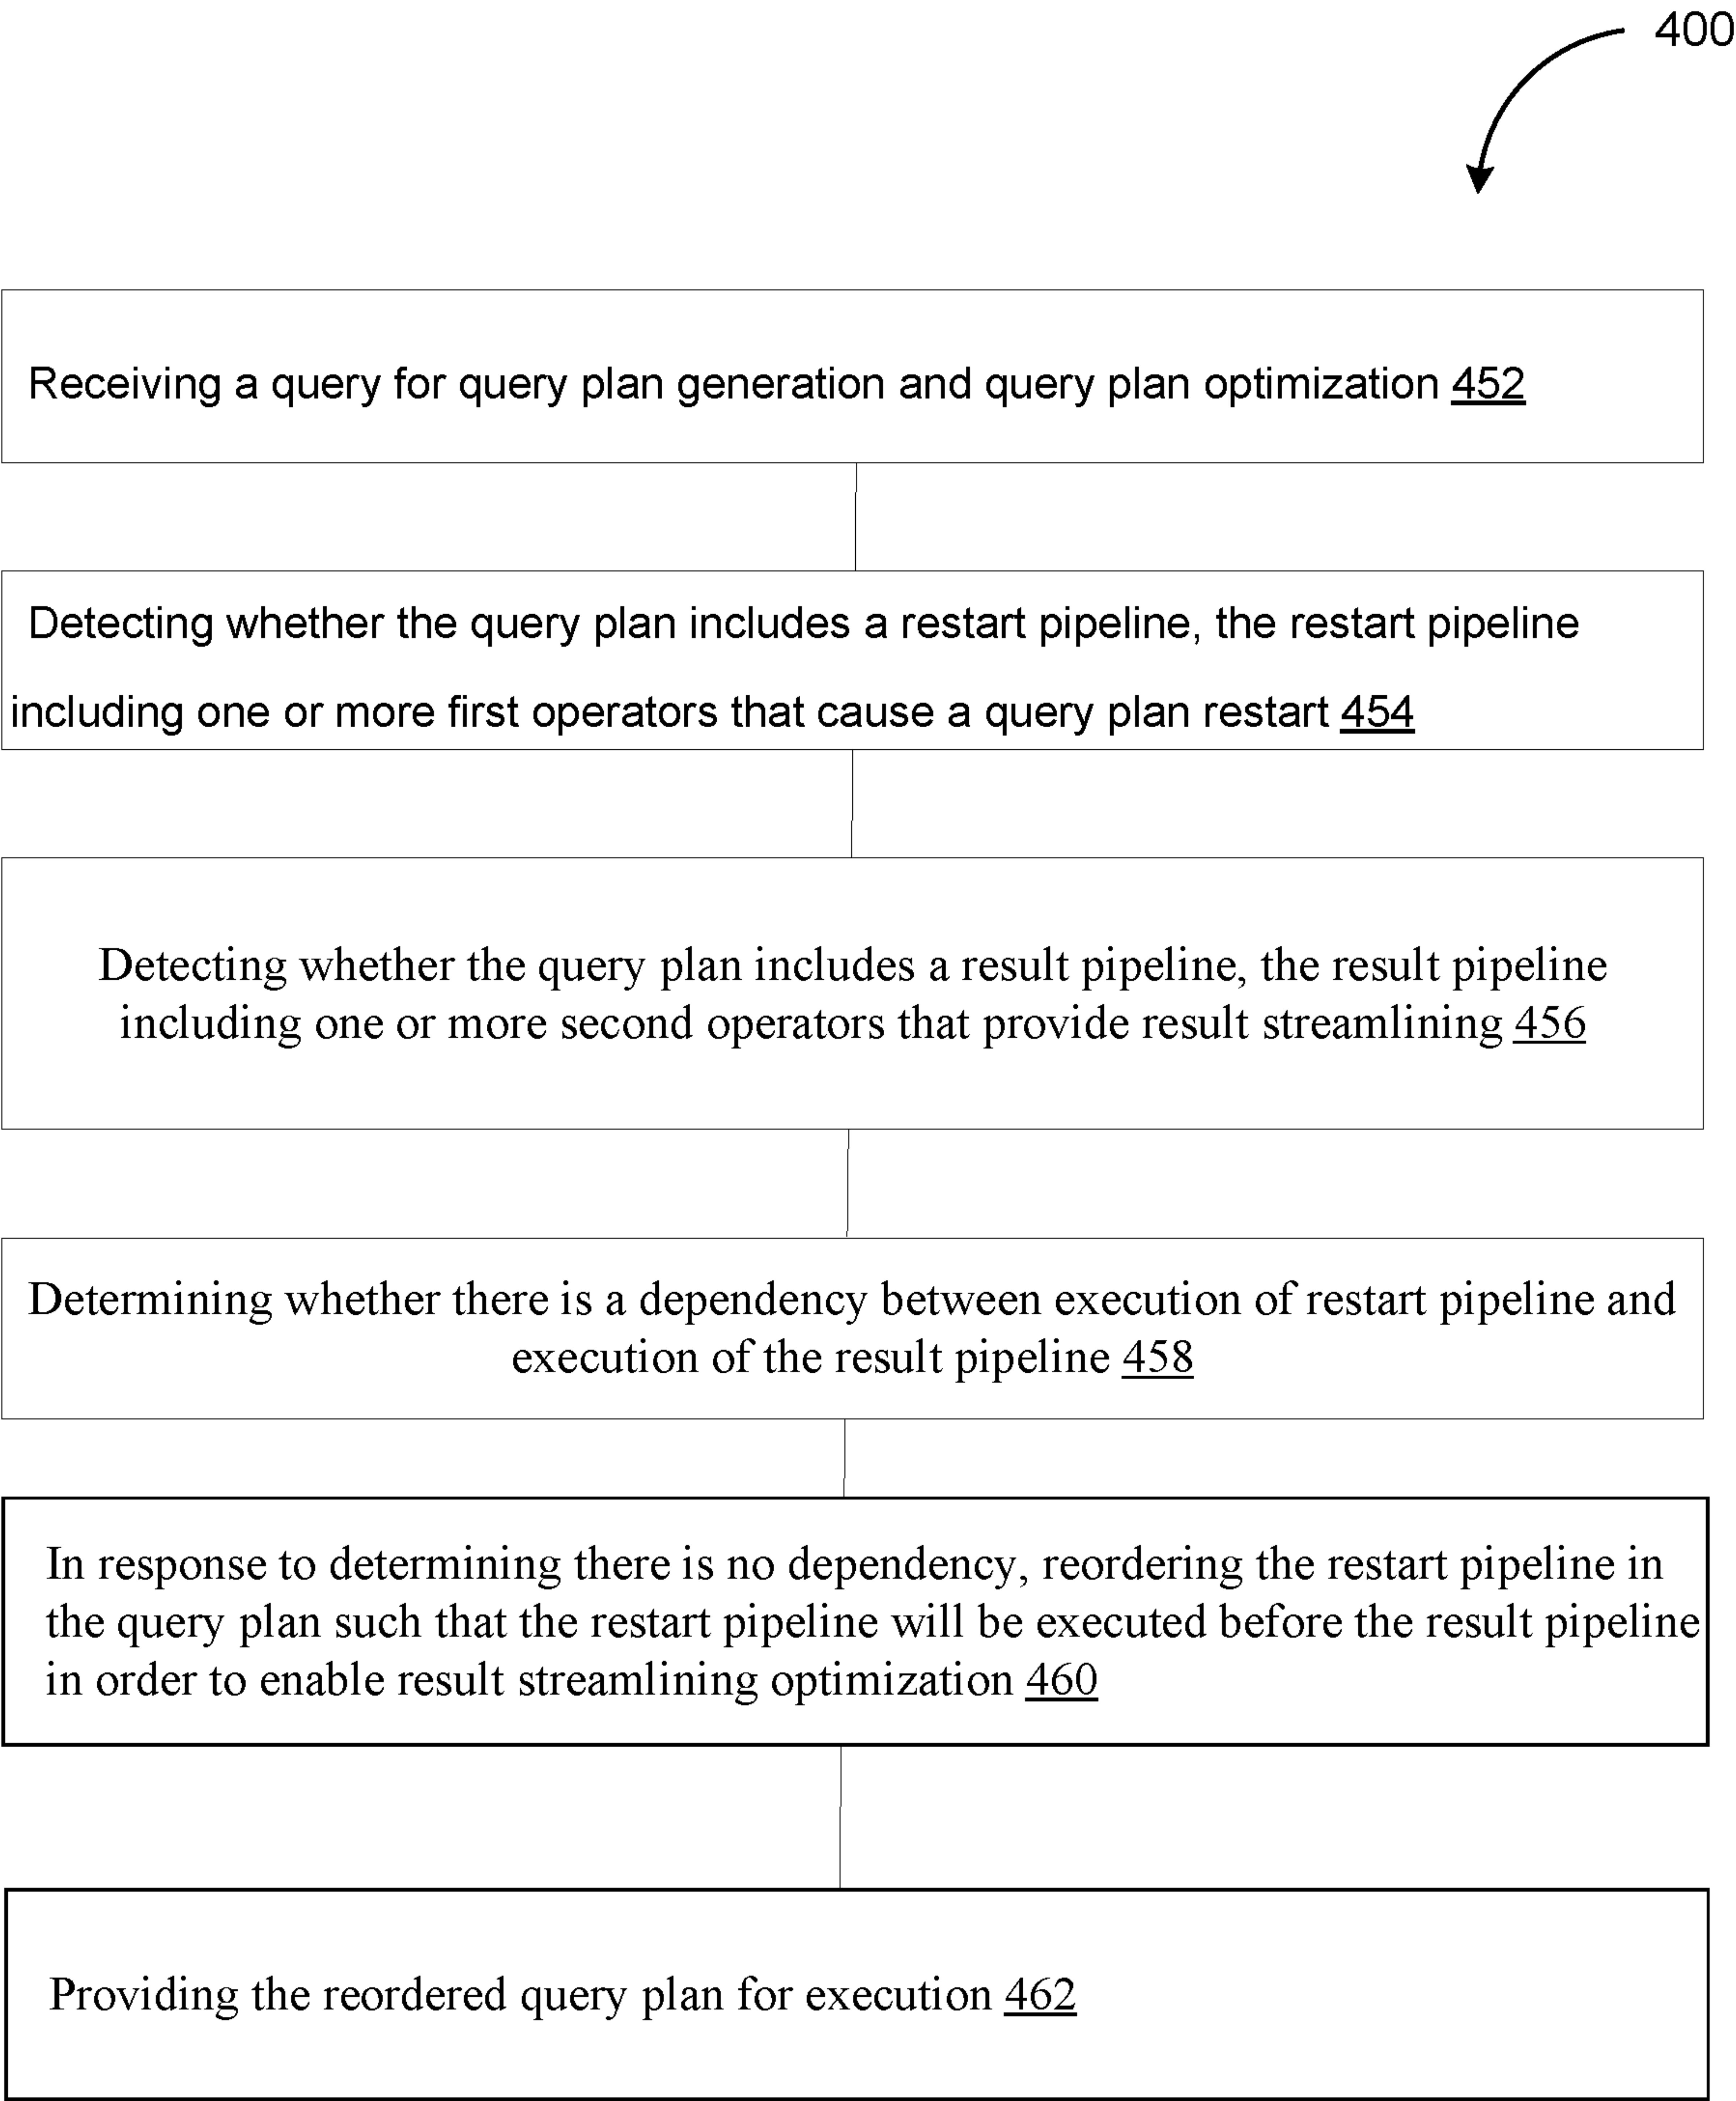 400
Receiving a query for query plan generation and query plan optimization 452
Detecting whether the query plan includes a restart pipeline, the restart pipeline
including one or more first operators that cause a query plan restart 454
Detecting whether the query plan includes a result pipeline, the result pipeline
including one or more second operators that provide result streamlining 456
Determining whether there is a dependency between execution of restart pipeline and
execution of the result pipeline 458
In response to determining there is no dependency, reordering the restart pipeline in
the query plan such that the restart pipeline will be executed before the result pipeline
in order to enable result streamlining optimization 460
Providing the reordered query plan for execution 462